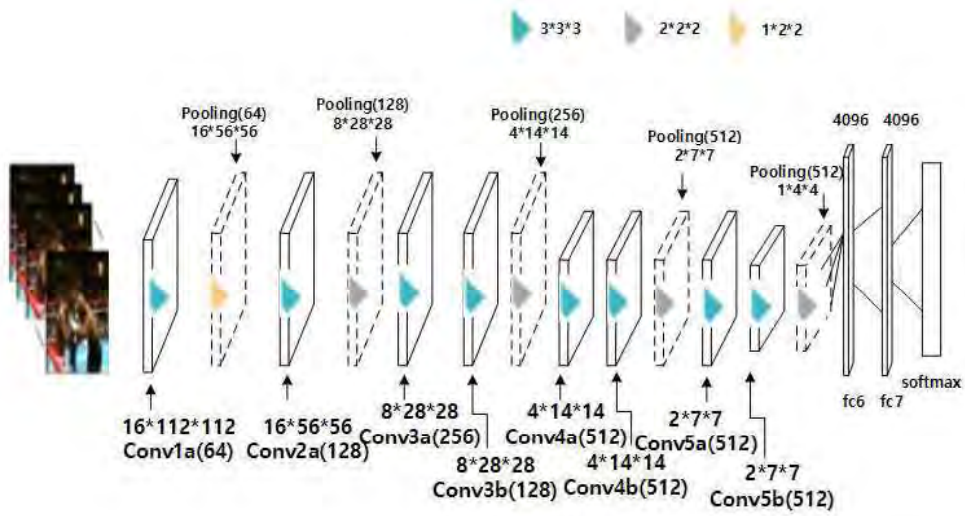 3*3*3
2*2*2
1*2*2
Pooling(64)
16*56*56
Pooling(128)
8*28*28
Pooling(256)
4*14*14
Pooling(512)
2*7*7
Pooling(512)
1*4*4
4096
4096
16*112*112
Conv1a(64)
16*56*56
Conv2a(128)
8*28*28
Conv3a(256)
8*28*28
Conv3b(128)
4*14*14
Conv4a(512)
4*14*14
Conv4b(512)
2*7*7
Conv5a(512)
2*7*7
Conv5b(512)
fc6
fc7
softmax